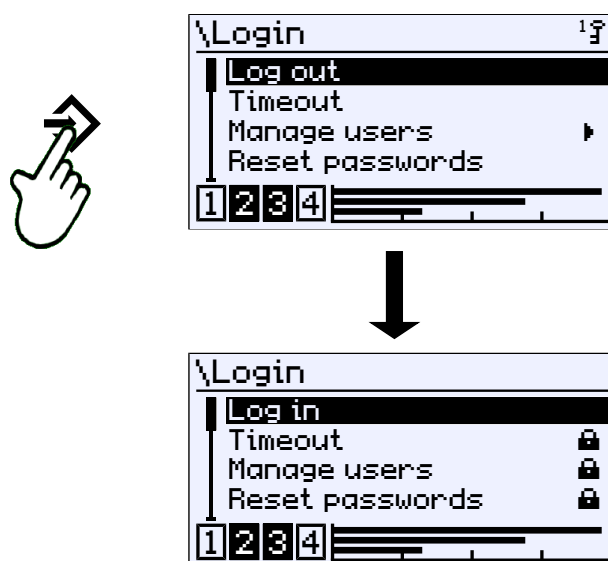 \Login 1
Log out
Timeout
Manage users
Reset passwords
1 2 3 4
\Login
Log in
Timeout
Manage users
Reset passwords
1 2 3 4